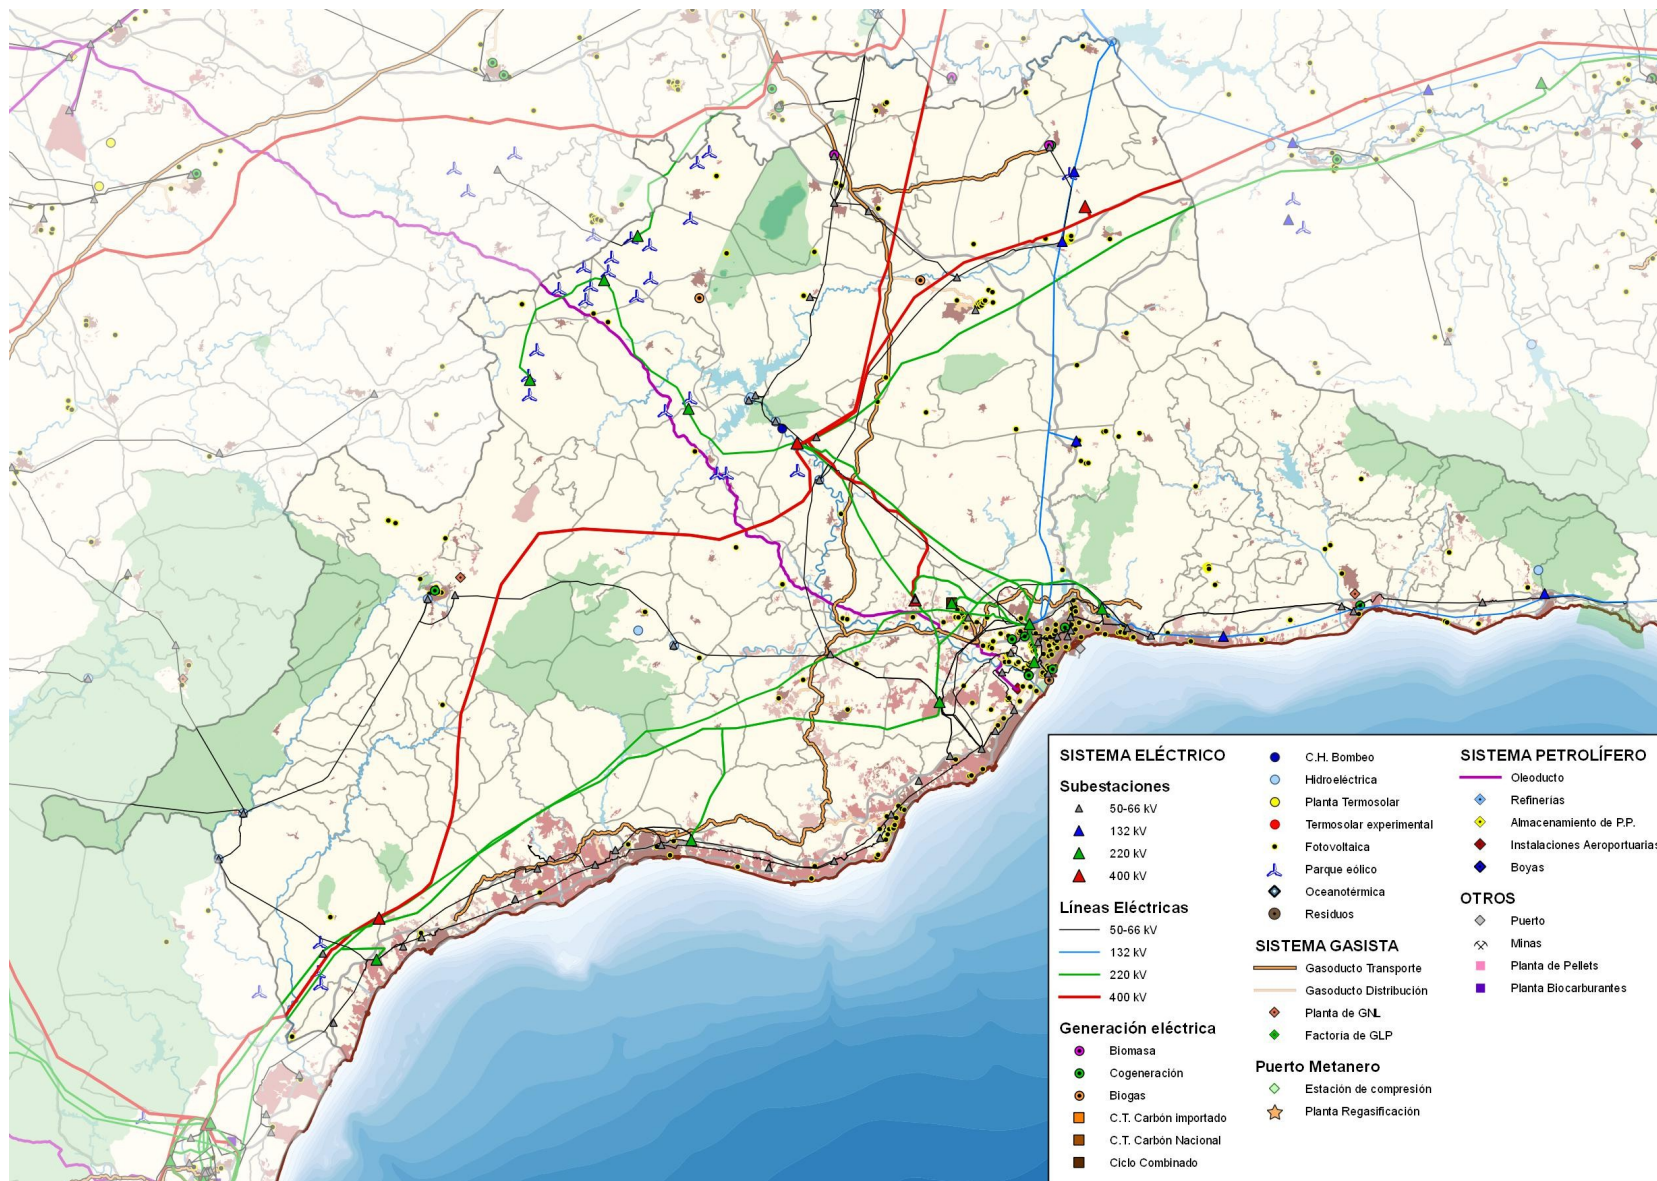 SISTEMA ELÉCTRICO
Subestaciones
50-66 kV
132 kV
220 kV
400 kV
Líneas Eléctricas
50-66 kV
132 kV
220 kV
400 kV
Generación eléctrica
Biomasa
Cogeneración
Biogas
C.T. Carbón importado
C.T. Carbón Nacional
Ciclo Combinado
C.H. Bombeo
Hidroeléctrica
Planta Termosolar
Termosolar experimental
Fotovoltaica
Parque eólico
Oceanotérmica
Residuos
SISTEMA GASISTA
Gasoducto Transporte
Gasoducto Distribución
Planta de GNL
Factoría de GLP
Puerto Metanero
Estación de compresión
Planta Regasificación
SISTEMA PETROLÍFERO
Oleoducto
Refinerías
Almacenamiento de P.P.
Instalaciones Aeroportuarias
Boyas
OTROS
Puerto
Minas
Planta de Pellets
Planta Biocarburantes